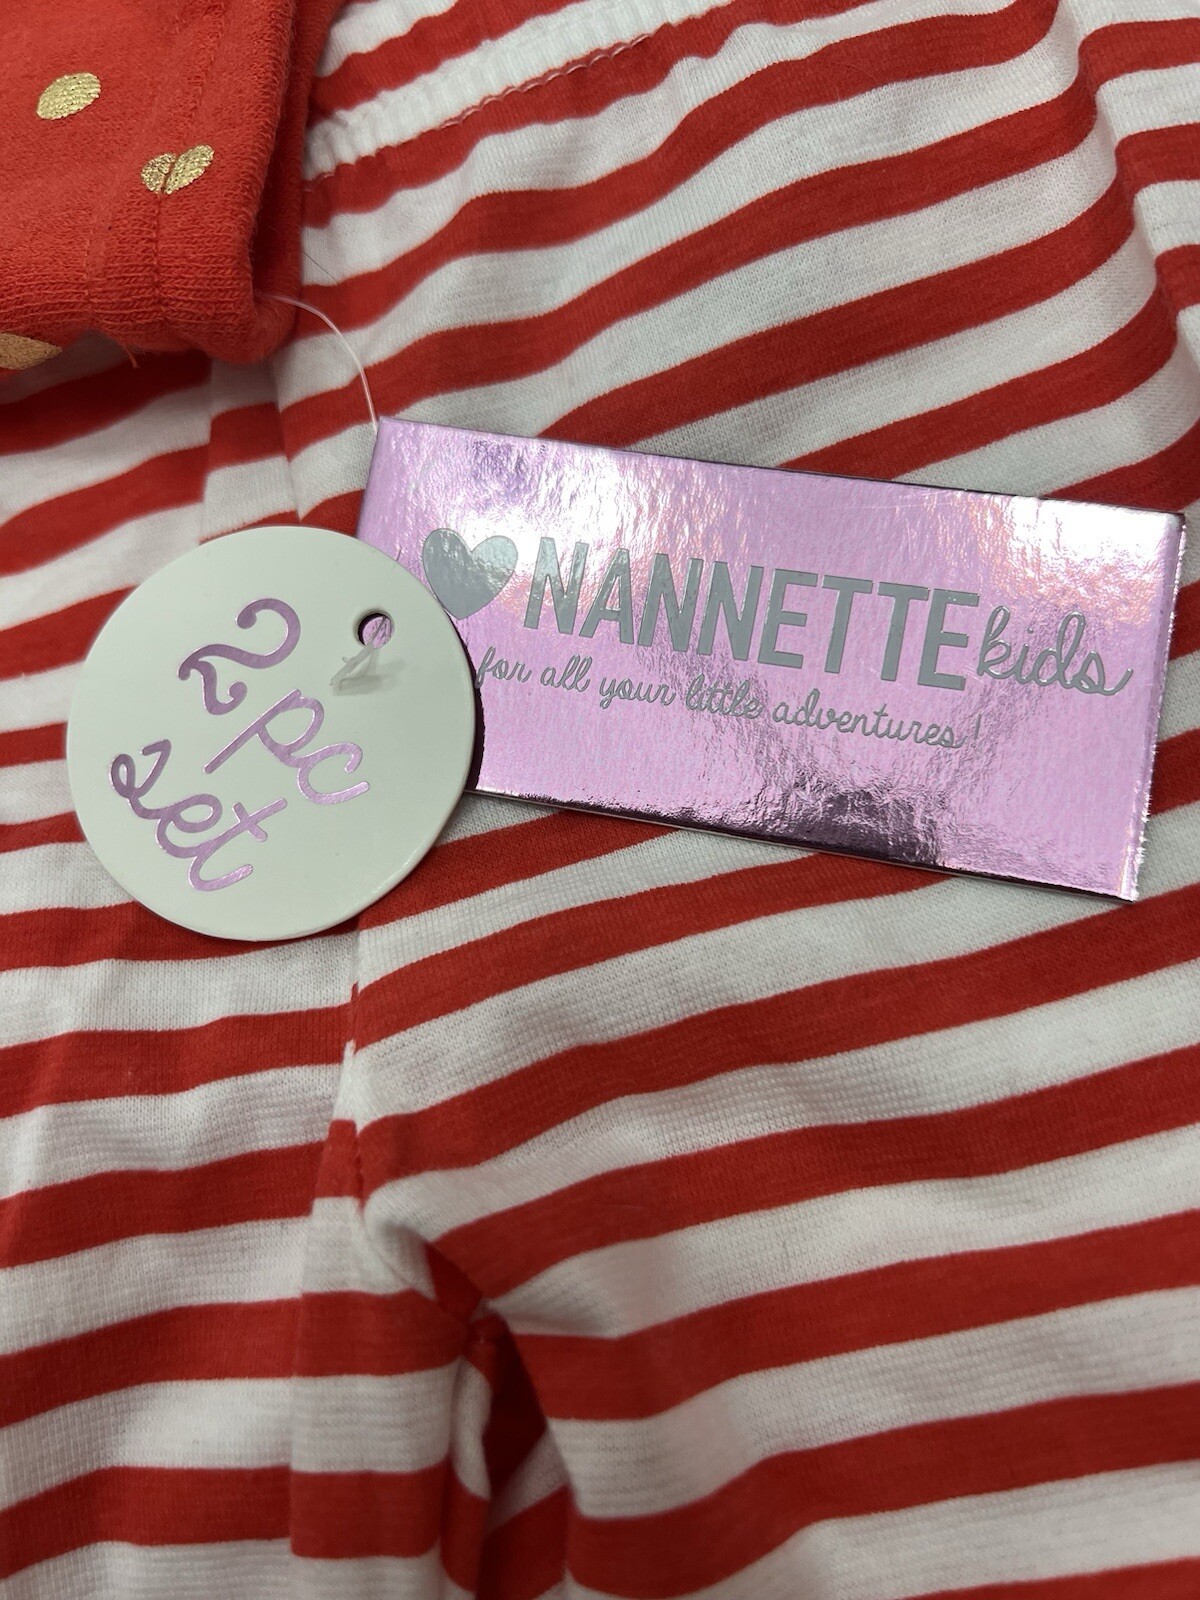 NANNETTE kids
for all your little adventures!
2 pc
set